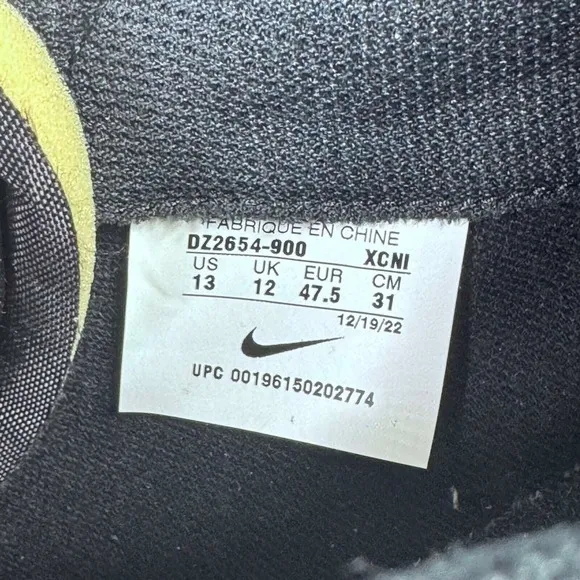 FABRIQUE EN CHINE
DZ2654-900 XCNI
US UK EUR CM
13 12 47.5 31
12/19/22
UPC 00196150202774